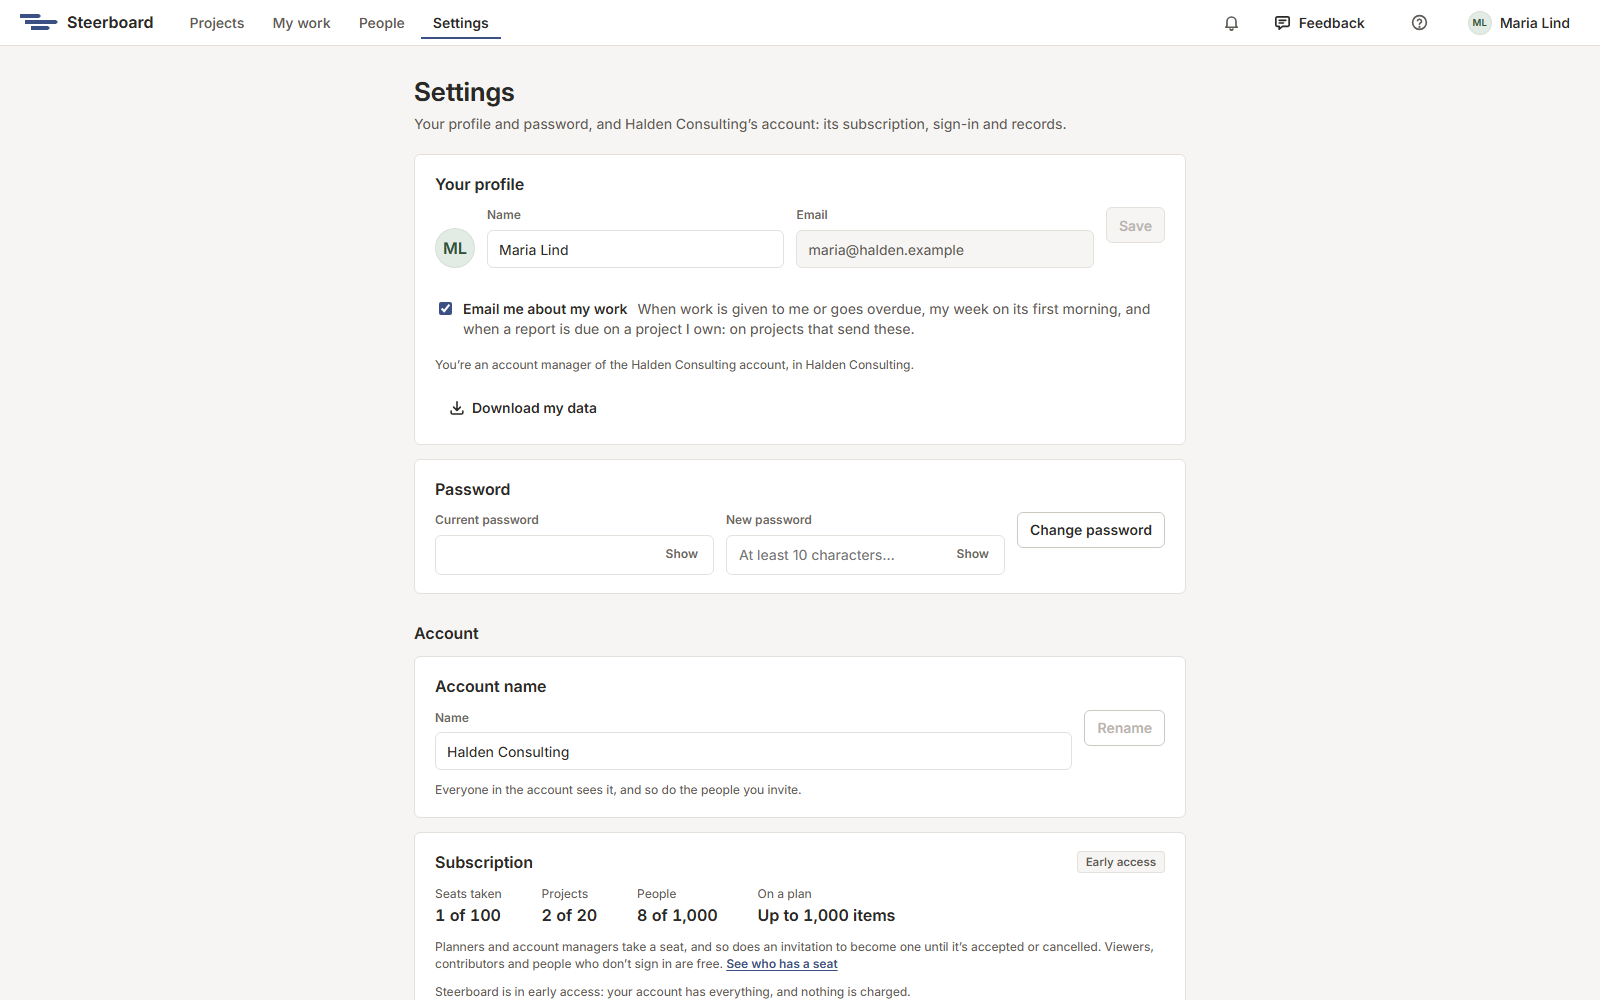 Steerboard Projects My work People Settings Feedback ML Maria Lind
Settings
Your profile and password, and Halden Consulting’s account: its subscription, sign-in and records.
Your profile
Name Email
ML Maria Lind maria@halden.example Save
Email me about my work When work is given to me or goes overdue, my week on its first morning, and
when a report is due on a project I own: on projects that send these.
You’re an account manager of the Halden Consulting account, in Halden Consulting.
Download my data
Password
Current password New password
Show At least 10 characters... Show Change password
Account
Account name
Name
Halden Consulting Rename
Everyone in the account sees it, and so do the people you invite.
Subscription Early access
Seats taken Projects People On a plan
1 of 100 2 of 20 8 of 1,000 Up to 1,000 items
Planners and account managers take a seat, and so does an invitation to become one until it’s accepted or cancelled. Viewers,
contributors and people who don’t sign in are free. See who has a seat
Steerboard is in early access: your account has everything, and nothing is charged.